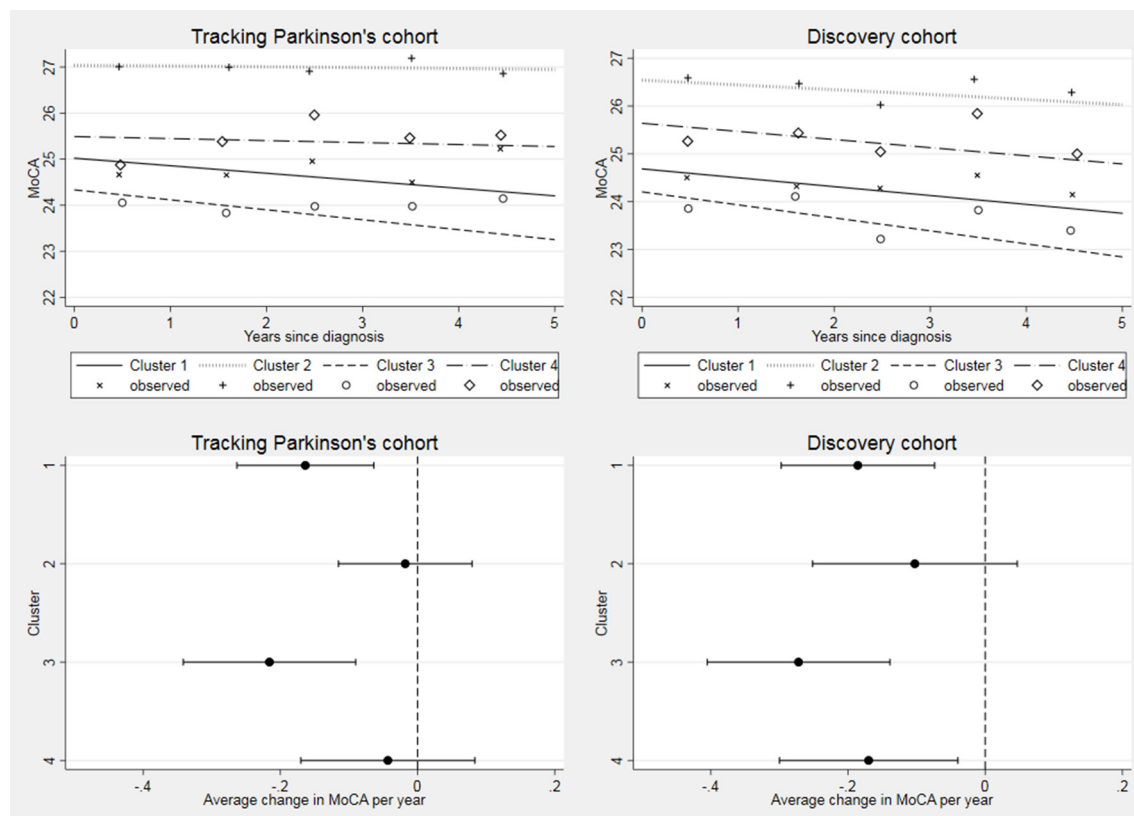 Tracking Parkinson's cohort
MoCA
27
26
25
24
23
22
0 1 2 3 4 5
Years since diagnosis
Cluster 1 Cluster 2 Cluster 3 Cluster 4
observed observed observed observed
Discovery cohort
MoCA
27
26
25
24
23
22
0 1 2 3 4 5
Years since diagnosis
Cluster 1 Cluster 2 Cluster 3 Cluster 4
observed observed observed observed
Tracking Parkinson's cohort
Cluster
1
2
3
4
-.4 -.2 0 .2
Average change in MoCA per year
Discovery cohort
Cluster
1
2
3
4
-.4 -.2 0 .2
Average change in MoCA per year